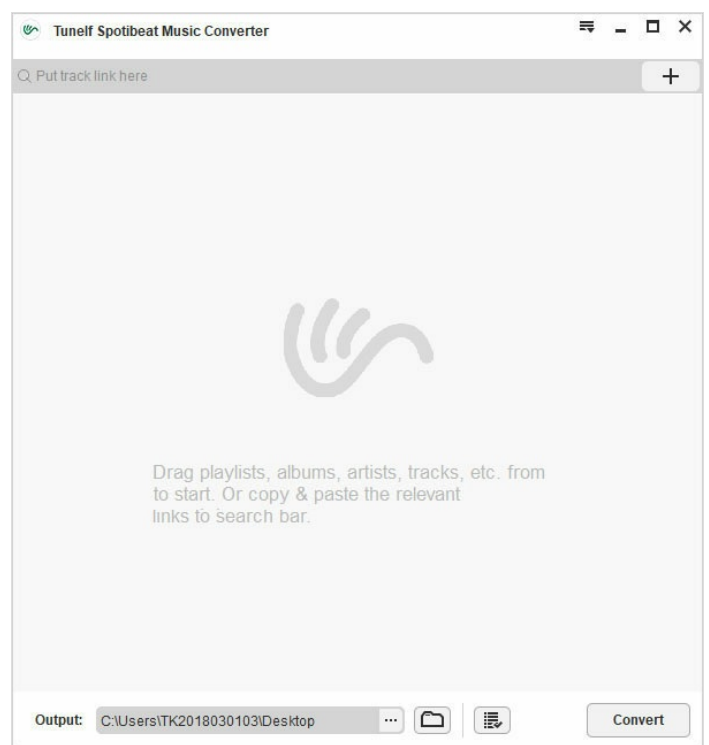 Tunelf Spotibeat Music Converter
Put track link here
Drag playlists, albums, artists, tracks, etc. from
to start. Or copy & paste the relevant
links to search bar.
Output: C:\Users\TK2018030103\Desktop ... Convert